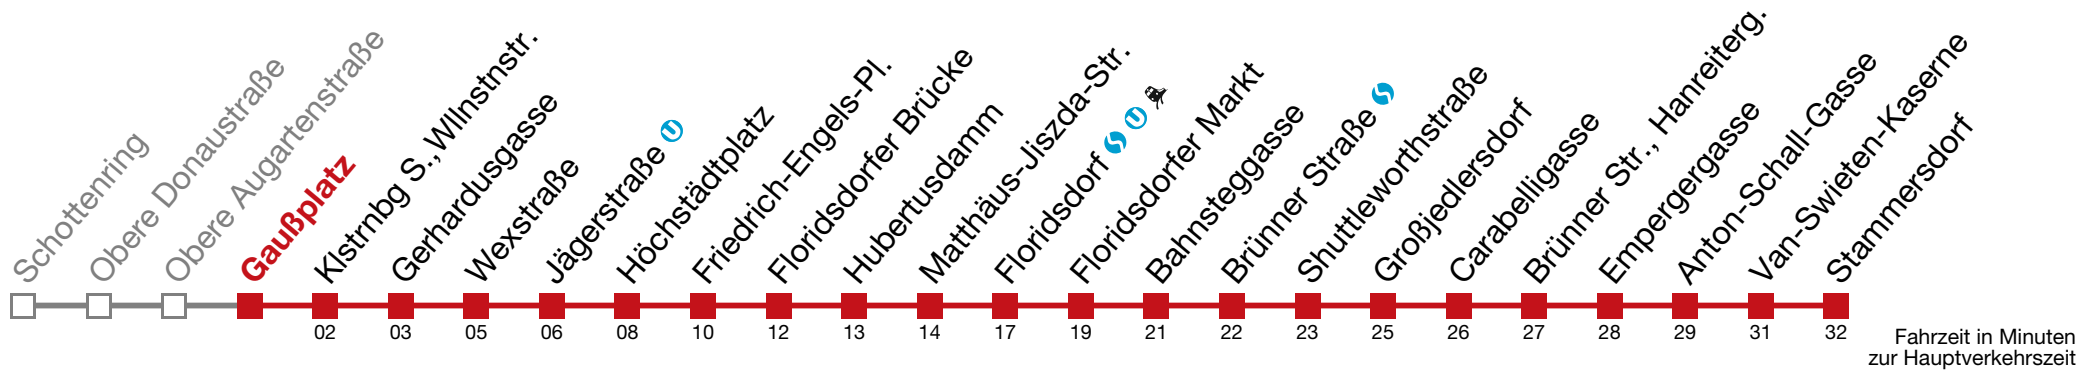 Schottenring
Obere Donaustraße
Obere Augartenstraße
Gaußplatz
Klstrnbg S., Wllnstnstr.
Gerhardusgasse
Wexstraße
Jägerstraße U
Höchstädtplatz
Friedrich-Engels-Pl.
Floridsdorfer Brücke
Hubertusdamm
Matthäus-Jiszda-Str.
Floridsdorf S U
Floridsdorfer Markt
Bahnsteggasse
Brünner Straße S
Shuttleworthstraße
Großjedlersdorf
Carabelligasse
Brünner Str., Hanreiterg.
Empergergasse
Anton-Schall-Gasse
Van-Swieten-Kaserne
Stammersdorf
02 03 05 06 08 10 12 13 14 17 19 21 22 23 25 26 27 28 29 31 32
Fahrzeit in Minuten
zur Hauptverkehrszeit